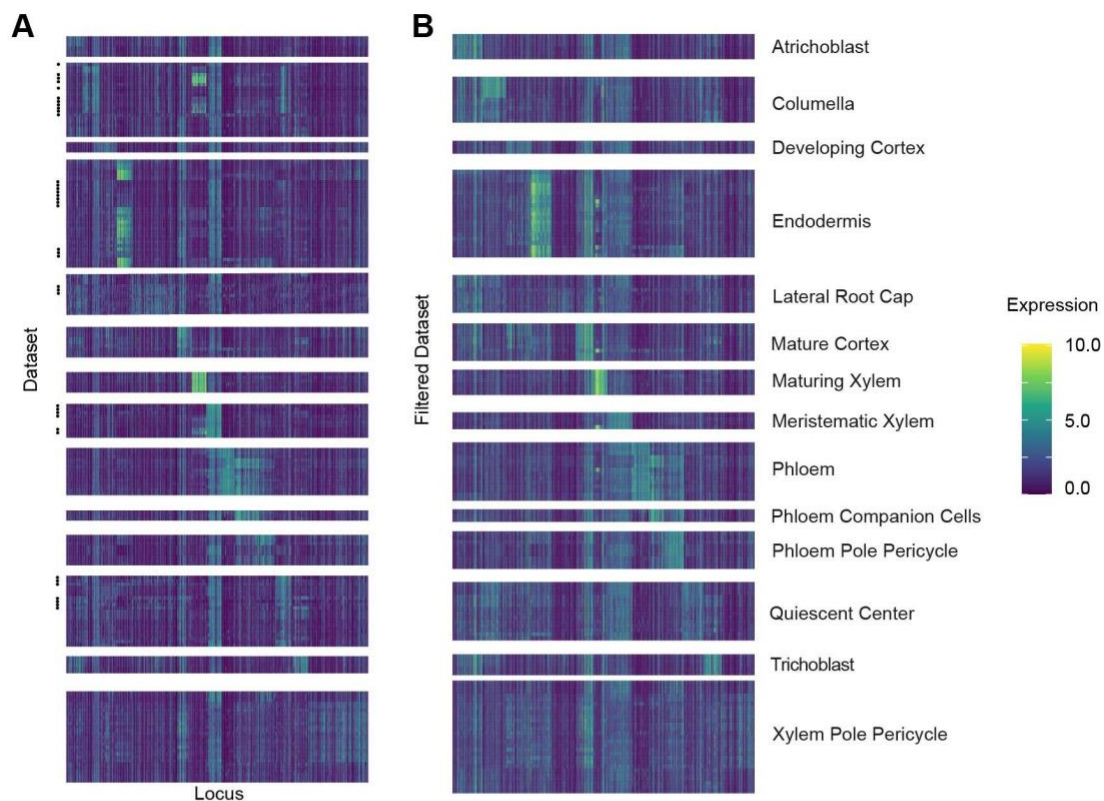 A
B
Dataset
Locus
Filtered Dataset
Atrichoblast
Columella
Developing Cortex
Endodermis
Lateral Root Cap
Mature Cortex
Maturing Xylem
Meristematic Xylem
Phloem
Phloem Companion Cells
Phloem Pole Pericycle
Quiescent Center
Trichoblast
Xylem Pole Pericycle
Expression
10.0
5.0
0.0